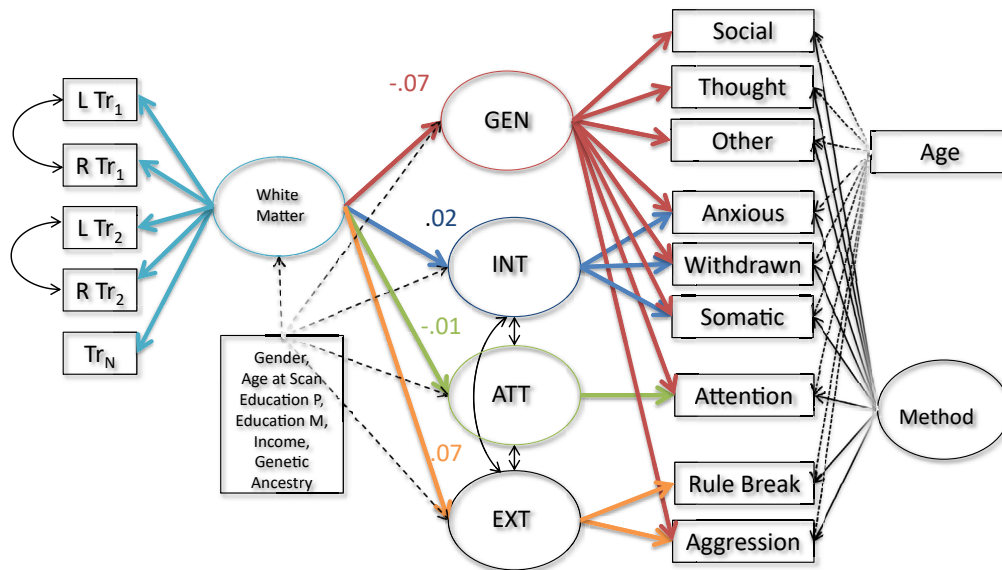 L Tr1
R Tr1
L Tr2
R Tr2
TrN
White
Matter
Gender,
Age at Scan
Education P,
Education M,
Income,
Genetic
Ancestry
-.07
.02
-.01
.07
GEN
INT
ATT
EXT
Social
Thought
Other
Anxious
Withdrawn
Somatic
Attention
Rule Break
Aggression
Age
Method